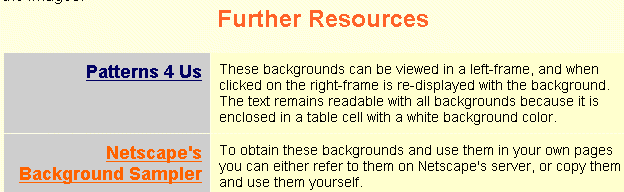 Further Resources
Patterns 4 Us
These backgrounds can be viewed in a left-frame, and when
clicked on the right-frame is re-displayed with the background.
The text remains readable with all backgrounds because it is
enclosed in a table cell with a white background color.
Netscape's
Background Sampler
To obtain these backgrounds and use them in your own pages
you can either refer to them on Netscape's server, or copy them
and use them yourself.